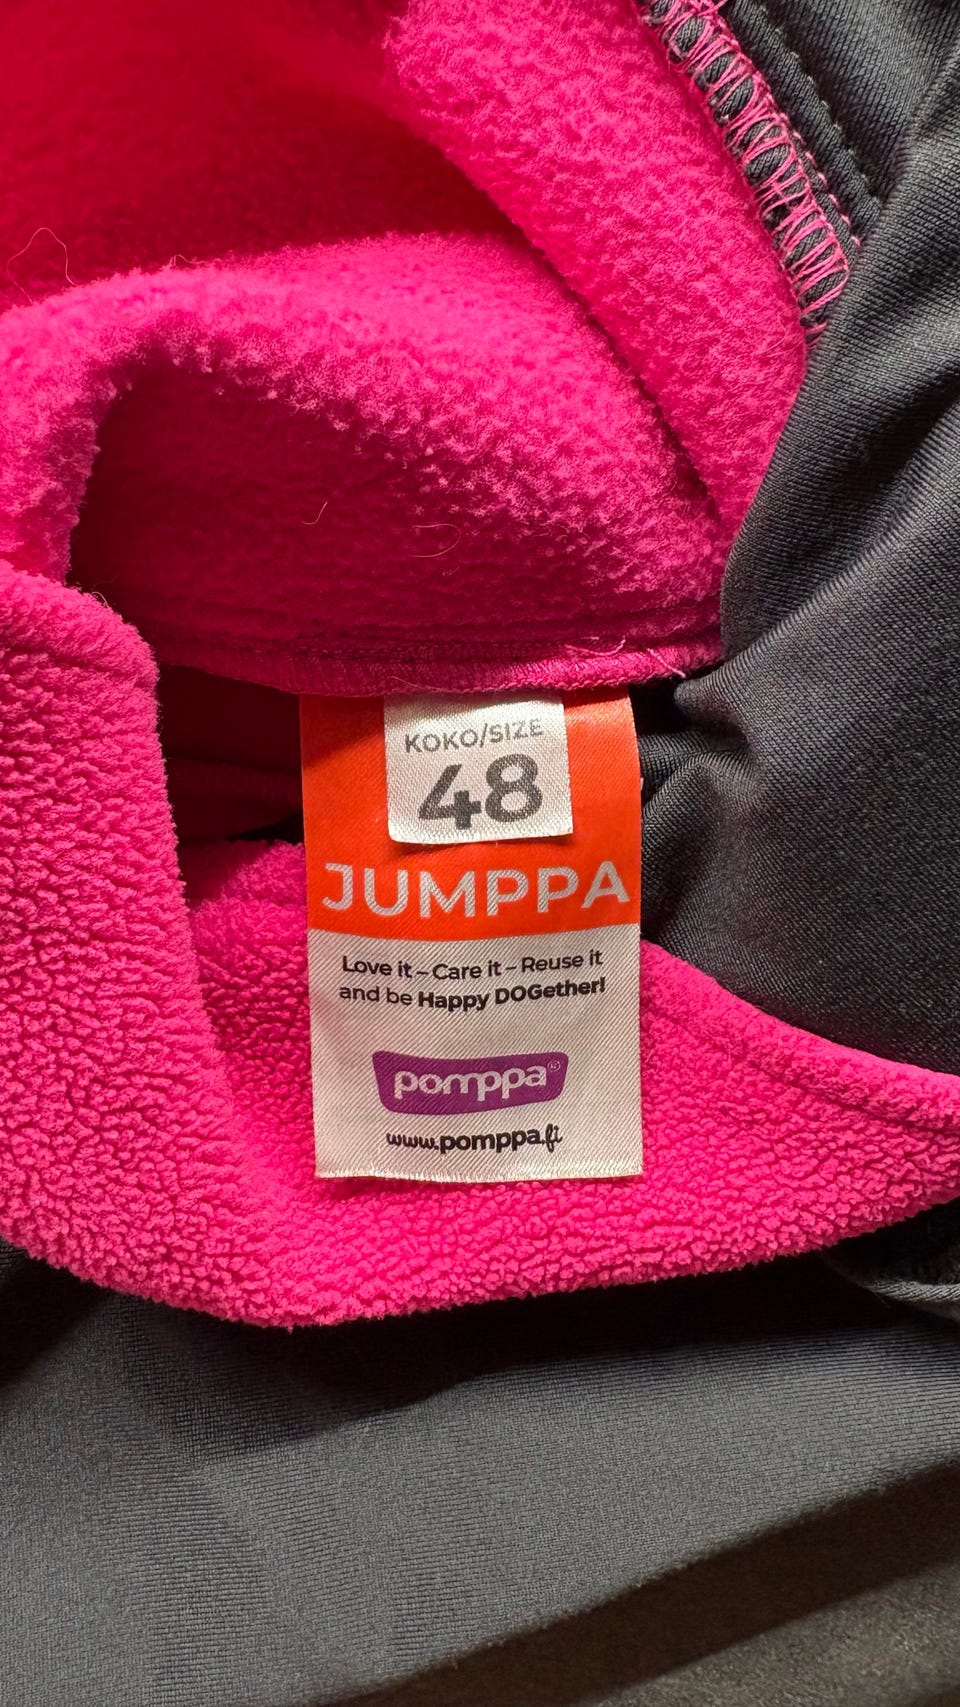 KOKO/SIZE
48
JUMPPA
Love it – Care it – Reuse it
and be Happy DOGether!
pomppa®
www.pomppa.fi